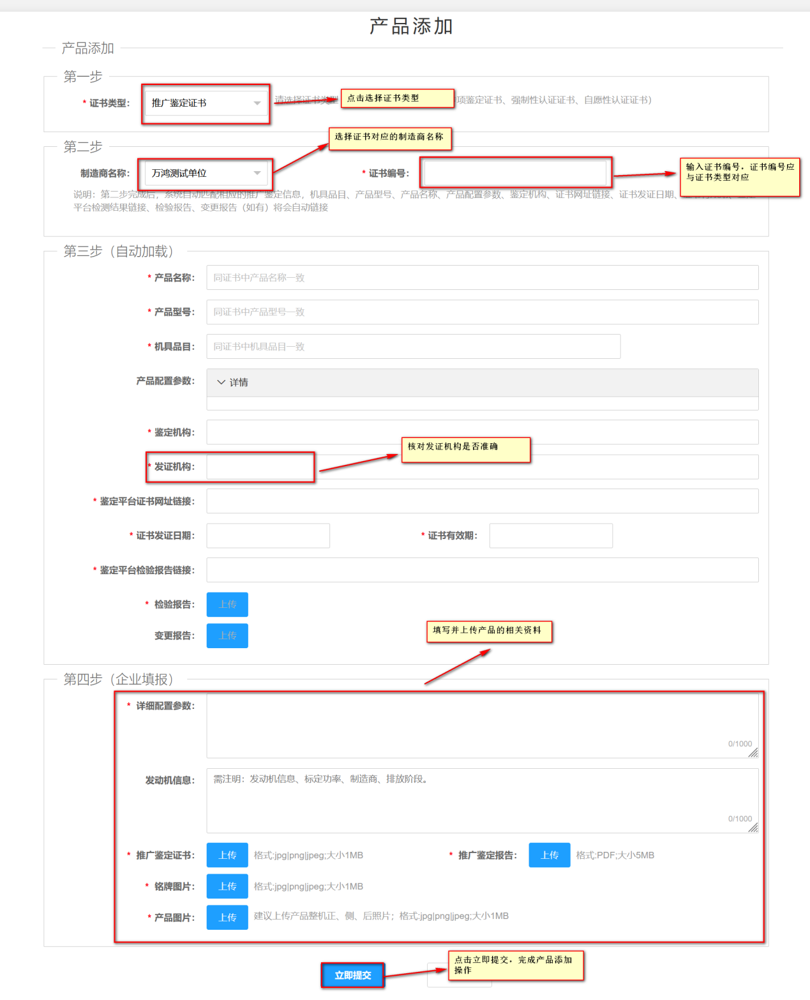 产品添加
产品添加
第一步
* 证书类型：
推广鉴定证书
请选择证书类型
点击选择证书类型
项鉴定证书、强制性认证证书、自愿性认证证书）
选择证书对应的制造商名称
第二步
制造商名称：
万鸿测试单位
* 证书编号：
输入证书编号，证书编号应
与证书类型对应
说明：第二步完成后，系统自动匹配相应的推广鉴定信息，机具品目、产品型号、产品名称、产品配置参数、鉴定机构、证书网址链接、证书发证日期、
平台检测结果链接、检验报告、变更报告（如有）将会自动链接
第三步（自动加载）
* 产品名称：
同证书中产品名称一致
* 产品型号：
同证书中产品型号一致
* 机具品目：
同证书中机具品目一致
产品配置参数：
详情
* 鉴定机构：
核对发证机构是否准确
* 发证机构：
* 鉴定平台证书网址链接：
* 证书发证日期：
* 证书有效期：
* 鉴定平台检验报告链接：
* 检验报告：
上传
变更报告：
上传
填写并上传产品的相关资料
第四步（企业填报）
* 详细配置参数：
0/1000
发动机信息：
需注明：发动机信息、标定功率、制造商、排放阶段。
0/1000
* 推广鉴定证书：
上传
格式:jpg|png|jpeg;大小1MB
* 推广鉴定报告：
上传
格式:PDF;大小5MB
* 铭牌图片：
上传
格式:jpg|png|jpeg;大小1MB
* 产品图片：
上传
建议上传产品整机正、侧、后照片；格式:jpg|png|jpeg;大小1MB
立即提交
点击立即提交，完成产品添加
操作